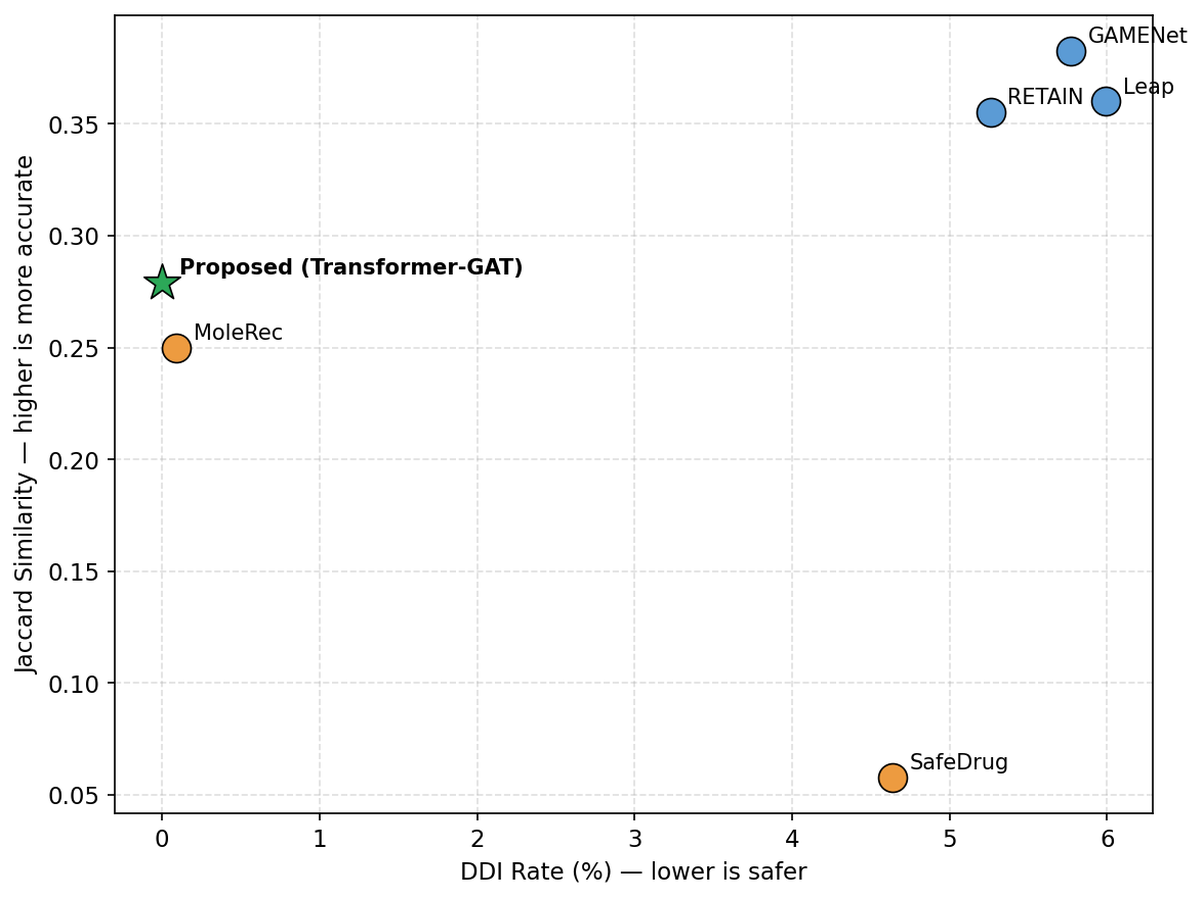 GAMENet
Leap
RETAIN
0.35
0.30
Proposed (Transformer-GAT)
MoleRec
0.25
0.20
0.15
0.10
SafeDrug
0.05
Jaccard Similarity — higher is more accurate
0 1 2 3 4 5 6
DDI Rate (%) — lower is safer